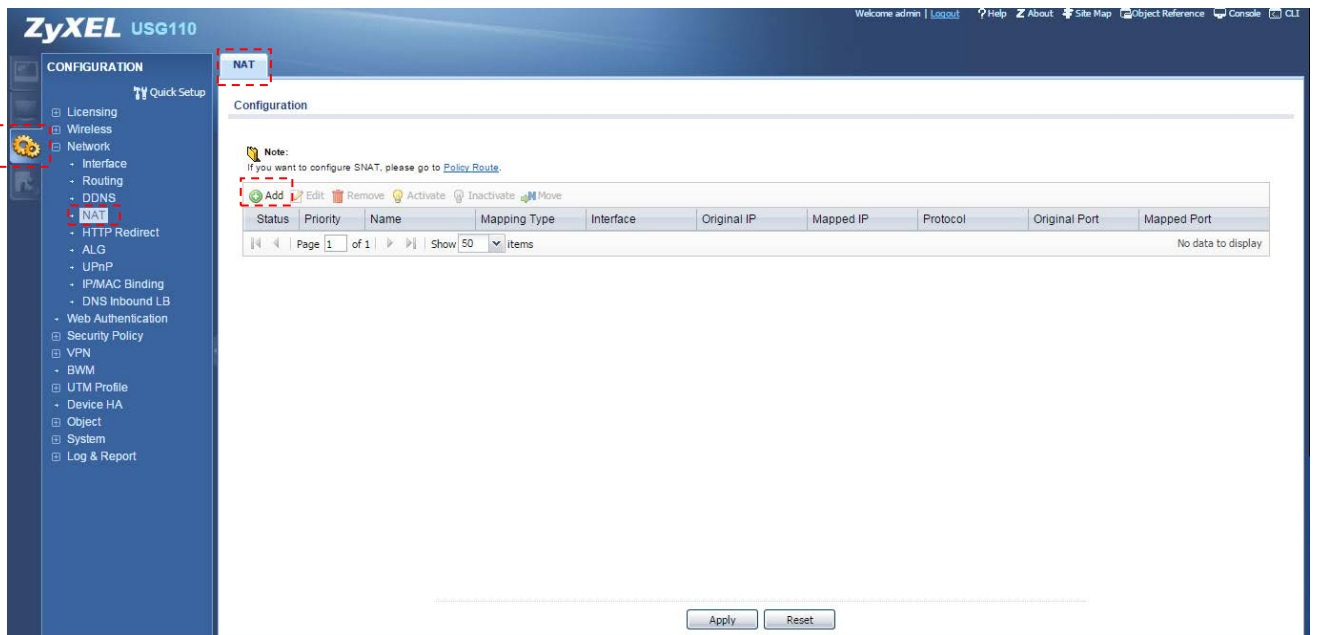 ZyXEL USG110
Welcome admin | Logout ? Help Z About Site Map Object Reference Console CLI
CONFIGURATION
Quick Setup
Licensing
Wireless
Network
Interface
Routing
DDNS
NAT
HTTP Redirect
ALG
UPnP
IP/MAC Binding
DNS Inbound LB
Web Authentication
Security Policy
VPN
BWM
UTM Profile
Device HA
Object
System
Log & Report
NAT
Configuration
Note:
If you want to configure SNAT, please go to Policy Route.
Add Edit Remove Activate Inactivate Move
Status Priority Name Mapping Type Interface Original IP Mapped IP Protocol Original Port Mapped Port
Page 1 of 1 Show 50 items No data to display
Apply Reset